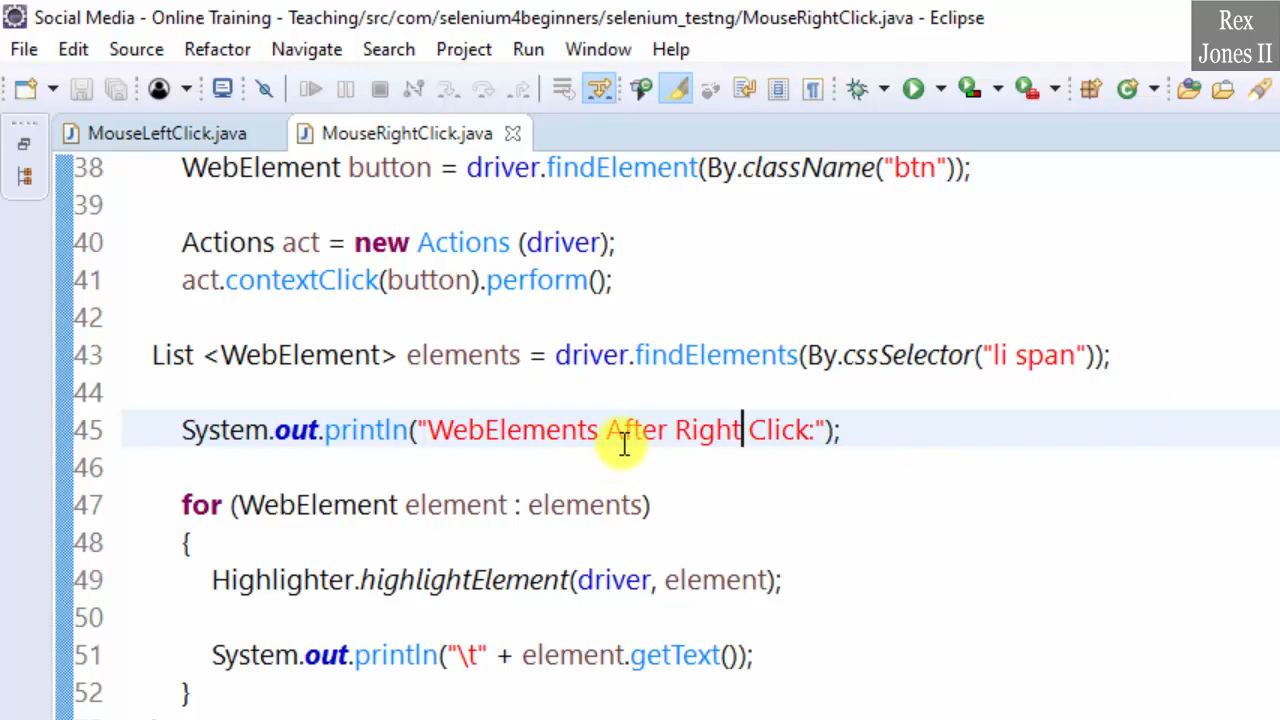 Social Media - Online Training - Teaching/src/com/selenium4beginners/selenium_testng/MouseRightClick.java - Eclipse
Rex
Jones II
File Edit Source Refactor Navigate Search Project Run Window Help
MouseLeftClick.java MouseRightClick.java
38 WebElement button = driver.findElement(By.className("btn"));
39
40 Actions act = new Actions (driver);
41 act.contextClick(button).perform();
42
43 List <WebElement> elements = driver.findElements(By.cssSelector("li span"));
44
45 System.out.println("WebElements After Right Click:");
46
47 for (WebElement element : elements)
48 {
49 Highlighter.highlightElement(driver, element);
50
51 System.out.println("\t" + element.getText());
52 }